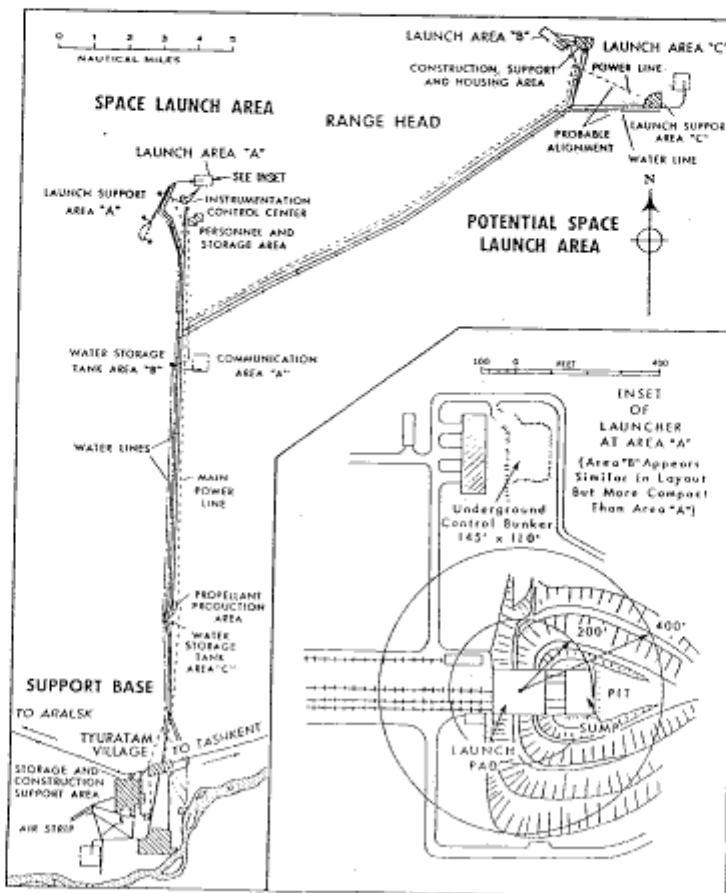 0 1 2 3 4 5
NAUTICAL MILES
SPACE LAUNCH AREA
LAUNCH AREA "B"
LAUNCH AREA "C"
CONSTRUCTION, SUPPORT
AND HOUSING AREA
POWER LINE
RANGE HEAD
PROBABLE
ALIGNMENT
LAUNCH SUPPORT
AREA "C"
WATER LINE
LAUNCH AREA "A"
SEE INSET
LAUNCH SUPPORT
AREA "A"
INSTRUMENTATION
CONTROL CENTER
PERSONNEL AND
STORAGE AREA
N
POTENTIAL SPACE
LAUNCH AREA
WATER STORAGE
TANK AREA "B"
COMMUNICATION
AREA "A"
WATER LINES
MAIN
POWER
LINE
PROPELLANT
PRODUCTION
AREA
WATER
STORAGE
TANK
AREA "C"
SUPPORT BASE
TO ARALSK
TYURATAM
VILLAGE
TO TASHKENT
STORAGE AND
CONSTRUCTION
SUPPORT AREA
AIR STRIP
100 0 400
FEET
INSET
OF
LAUNCHER
AT AREA "A"
(Area "B" Appears
Similar In Layout
But More Compact
Than Area "A")
Underground
Control Bunker
200'
400'
PIT
SUMP
LAUNCH
PAD